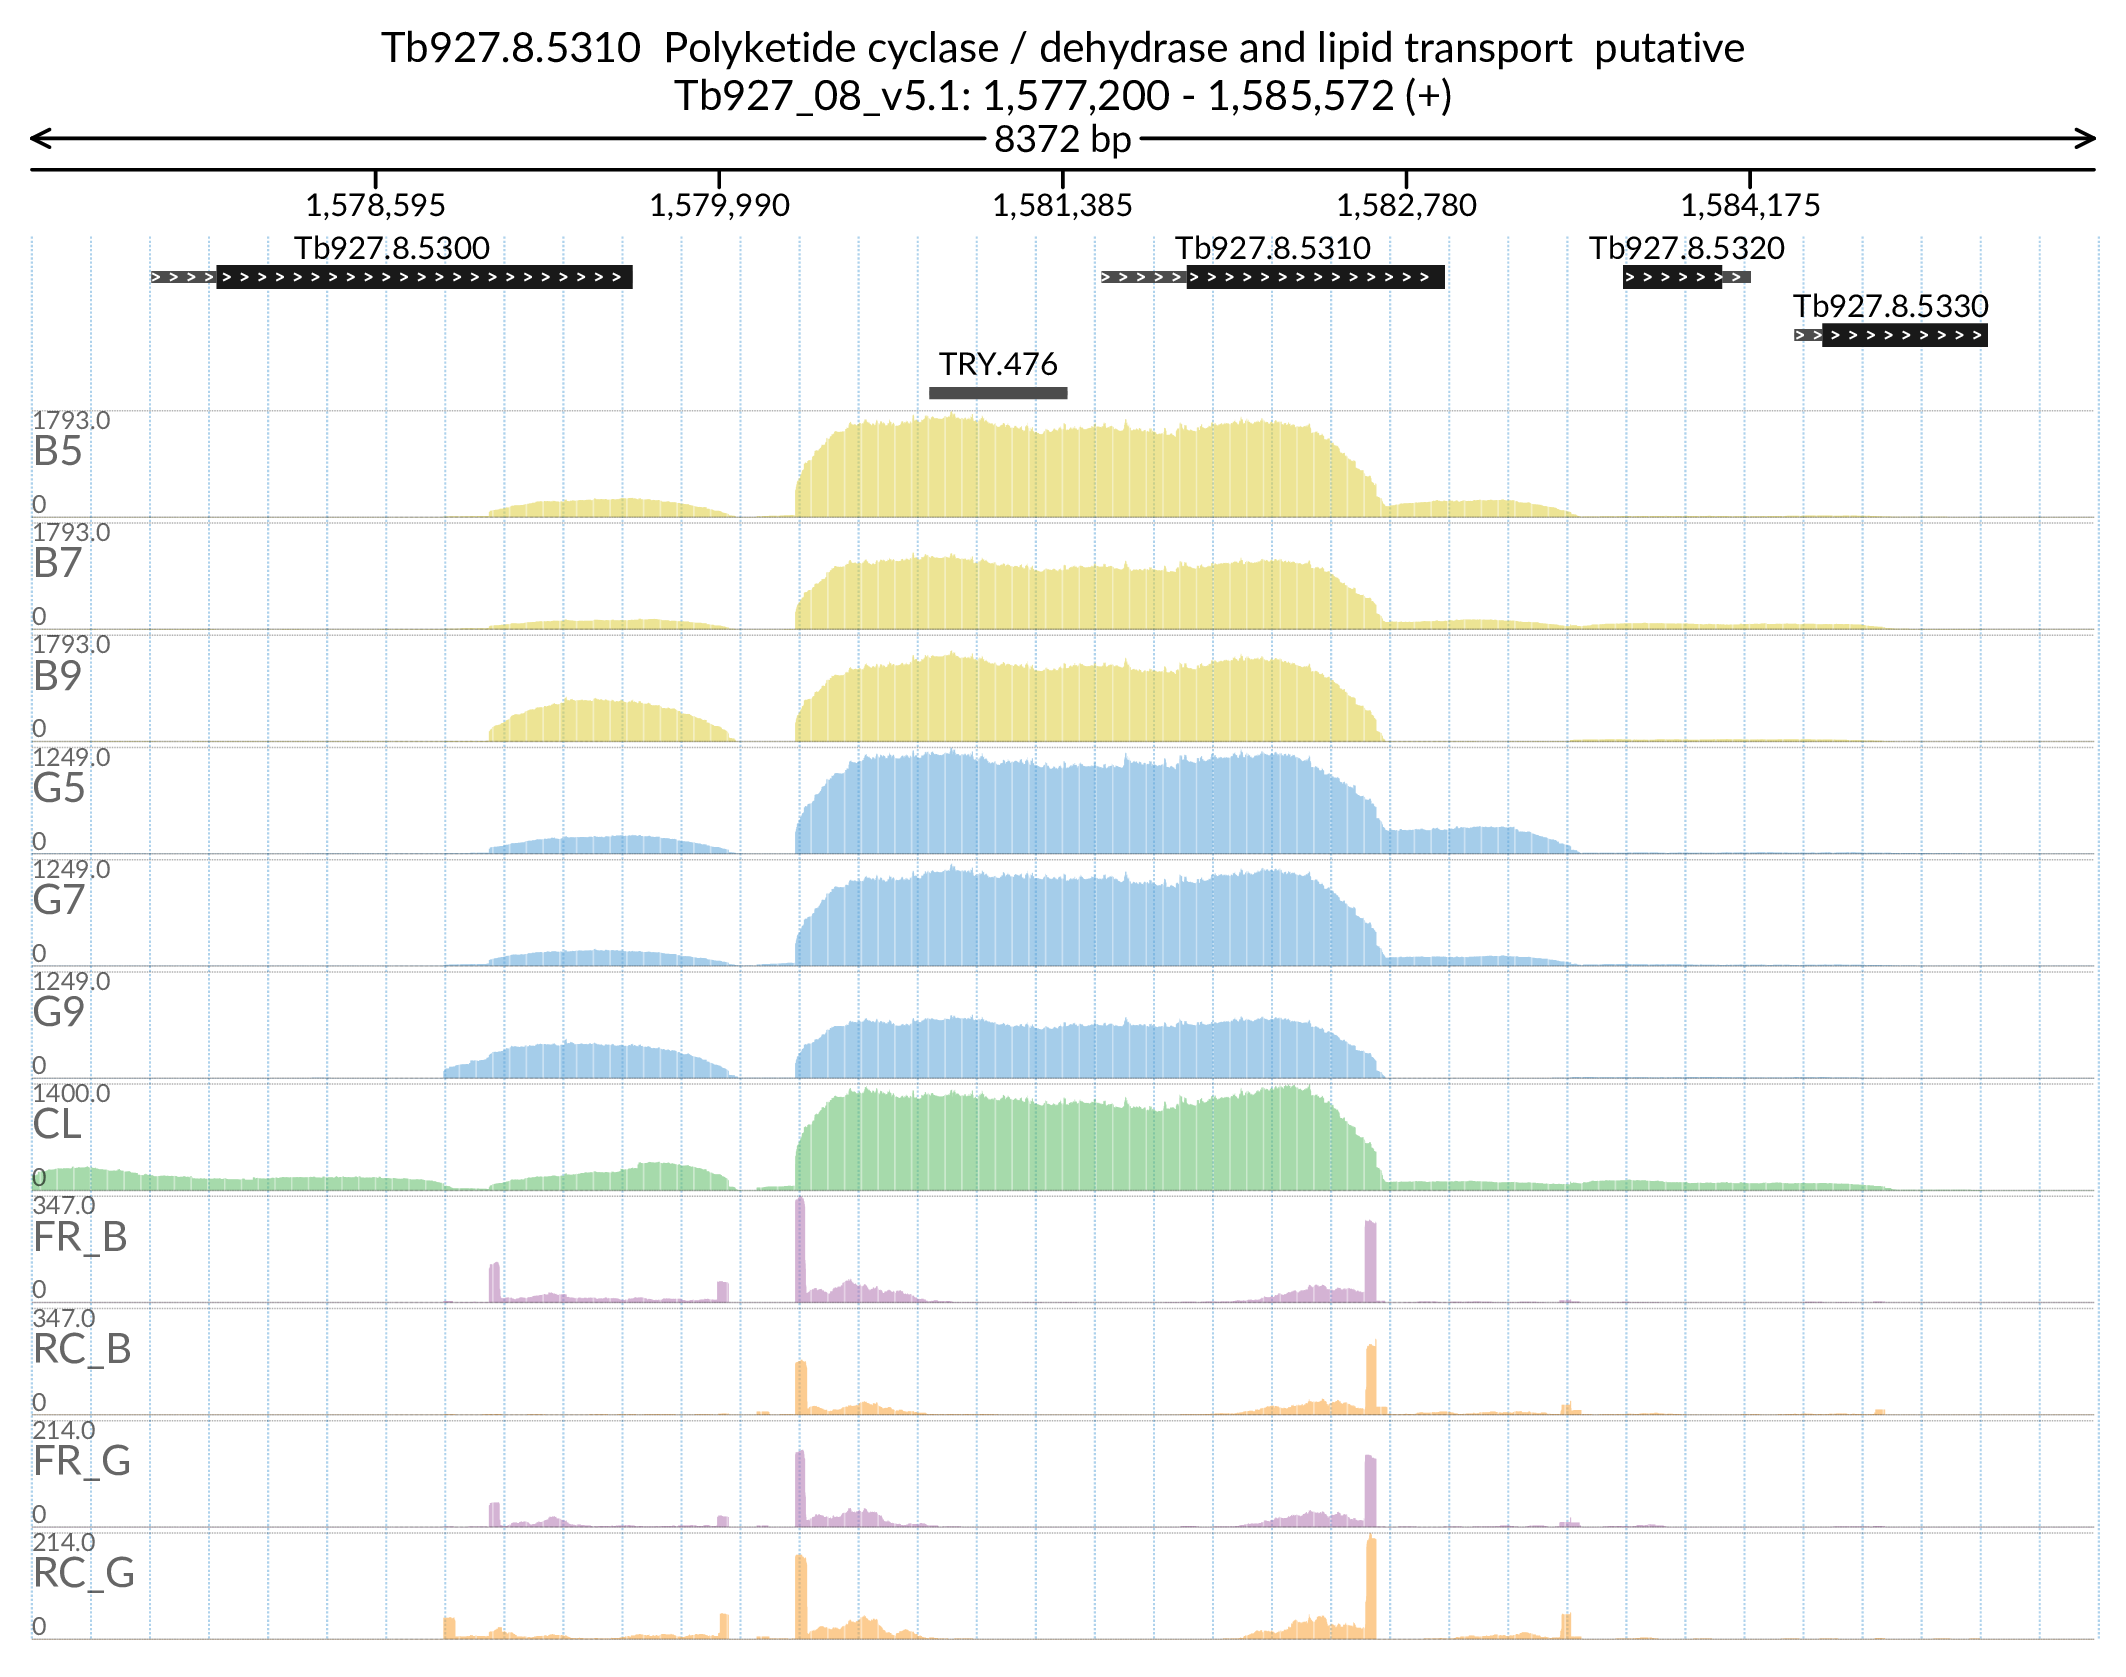 Tb927.8.5310  Polyketide cyclase / dehydrase and lipid transport  putative
Tb927_08_v5.1: 1,577,200 - 1,585,572 (+)
8372 bp
1,578,595 1,579,990 1,581,385 1,582,780 1,584,175
Tb927.8.5300 Tb927.8.5310 Tb927.8.5320
Tb927.8.5330
TRY.476
1793.0
B5
0
1793.0
B7
0
1793.0
B9
0
1249.0
G5
0
1249.0
G7
0
1249.0
G9
0
1400.0
CL
0
347.0
FR_B
0
347.0
RC_B
0
214.0
FR_G
0
214.0
RC_G
0